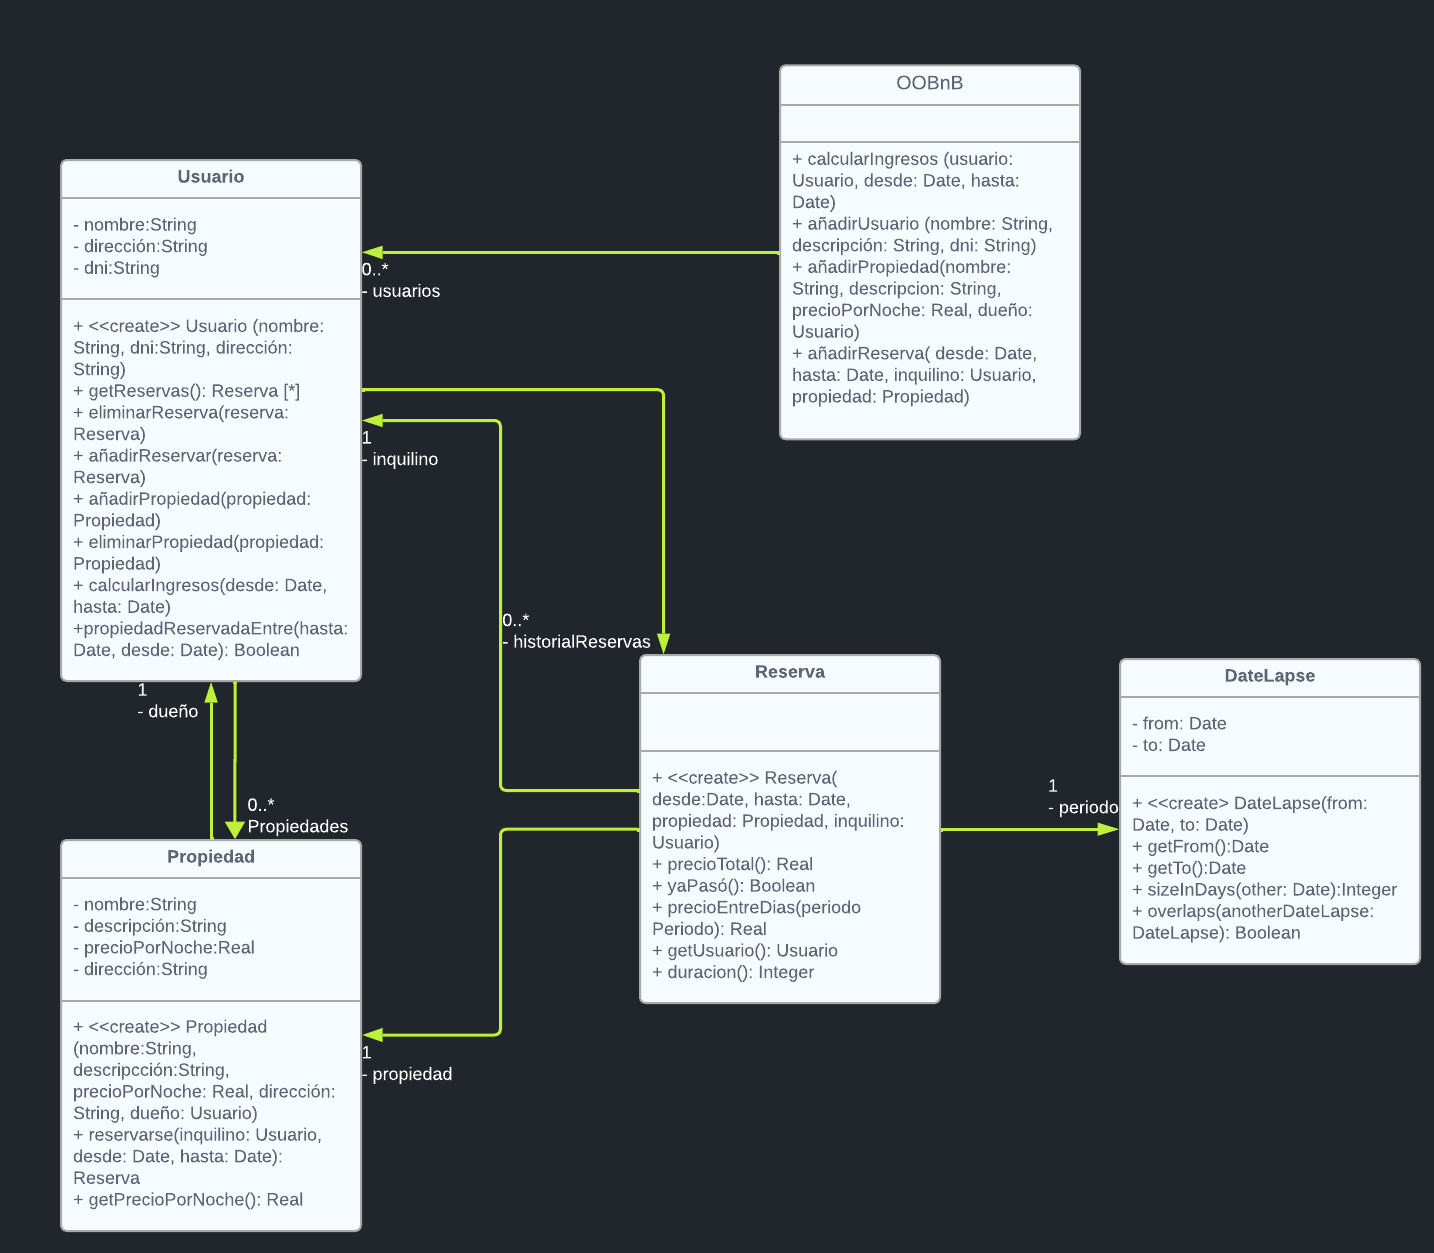 OOBnB
+ calcularIngresos (usuario:
Usuario, desde: Date, hasta:
Date)
+ añadirUsuario (nombre: String,
descripción: String, dni: String)
+ añadirPropiedad(nombre:
String, descripcion: String,
precioPorNoche: Real, dueño:
Usuario)
+ añadirReserva( desde: Date,
hasta: Date, inquilino: Usuario,
propiedad: Propiedad)
Usuario
- nombre:String
- dirección:String
- dni:String
+ <<create>> Usuario (nombre:
String, dni:String, dirección:
String)
+ getReservas(): Reserva [*]
+ eliminarReserva(reserva:
Reserva)
+ añadirReservar(reserva:
Reserva)
+ añadirPropiedad(propiedad:
Propiedad)
+ eliminarPropiedad(propiedad:
Propiedad)
+ calcularIngresos(desde: Date,
hasta: Date)
+propiedadReservadaEntre(hasta:
Date, desde: Date): Boolean
0..*
- usuarios
1
- inquilino
0..*
- historialReservas
1
- dueño
0..*
Propiedades
Reserva
+ <<create>> Reserva(
desde:Date, hasta: Date,
propiedad: Propiedad, inquilino:
Usuario)
+ precioTotal(): Real
+ yaPasó(): Boolean
+ precioEntreDias(periodo
Periodo): Real
+ getUsuario(): Usuario
+ duracion(): Integer
1
- periodo
DateLapse
- from: Date
- to: Date
+ <<create> DateLapse(from:
Date, to: Date)
+ getFrom():Date
+ getTo():Date
+ sizeInDays(other: Date):Integer
+ overlaps(anotherDateLapse:
DateLapse): Boolean
Propiedad
- nombre:String
- descripción:String
- precioPorNoche:Real
- dirección:String
+ <<create>> Propiedad
(nombre:String,
descripcción:String,
precioPorNoche: Real, dirección:
String, dueño: Usuario)
+ reservarse(inquilino: Usuario,
desde: Date, hasta: Date):
Reserva
+ getPrecioPorNoche(): Real
1
- propiedad